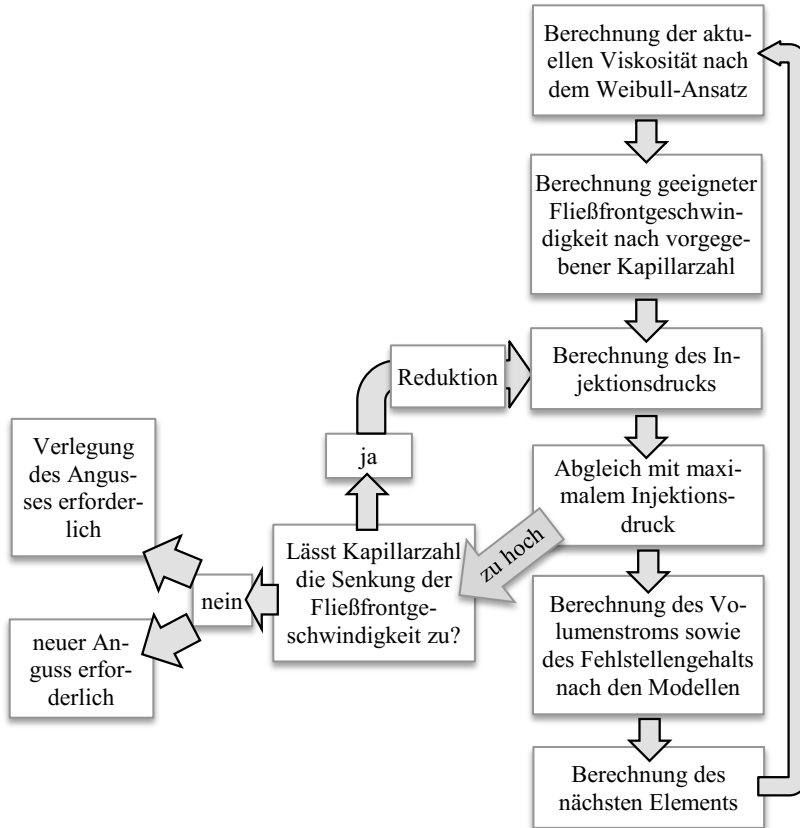 Berechnung der aktu-
ellen Viskosität nach
dem Weibull-Ansatz
Berechnung geeigneter
Fließfrontgeschwin-
digkeit nach vorgege-
bener Kapillarzahl
Reduktion
Berechnung des In-
jektionsdrucks
Verlegung
des Angus-
ses erforder-
lich
ja
Abgleich mit maxi-
malem Injektions-
druck
zu hoch
Lässt Kapillarzahl
die Senkung der
Fließfrontge-
schwindigkeit zu?
nein
neuer An-
guss erfor-
derlich
Berechnung des Vo-
lumenstroms sowie
des Fehlstellengehalts
nach den Modellen
Berechnung des
nächsten Elements